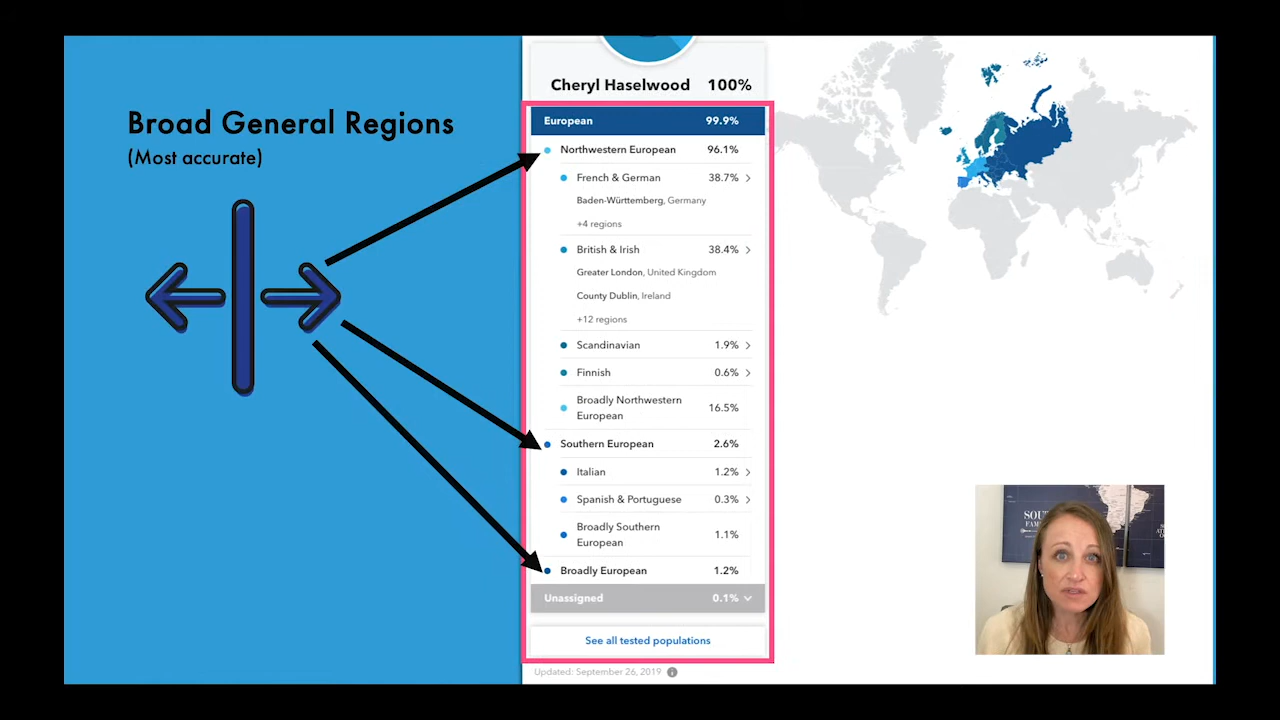 Broad General Regions
(Most accurate)
Cheryl Haselwood 100%
European 99.9%
Northwestern European 96.1%
French & German 38.7%
Baden-Württemberg, Germany
+4 regions
British & Irish 38.4%
Greater London, United Kingdom
County Dublin, Ireland
+12 regions
Scandinavian 1.9%
Finnish 0.6%
Broadly Northwestern
European 16.5%
Southern European 2.6%
Italian 1.2%
Spanish & Portuguese 0.3%
Broadly Southern
European 1.1%
Broadly European 1.2%
Unassigned 0.1%
See all tested populations
Updated: September 26, 2019